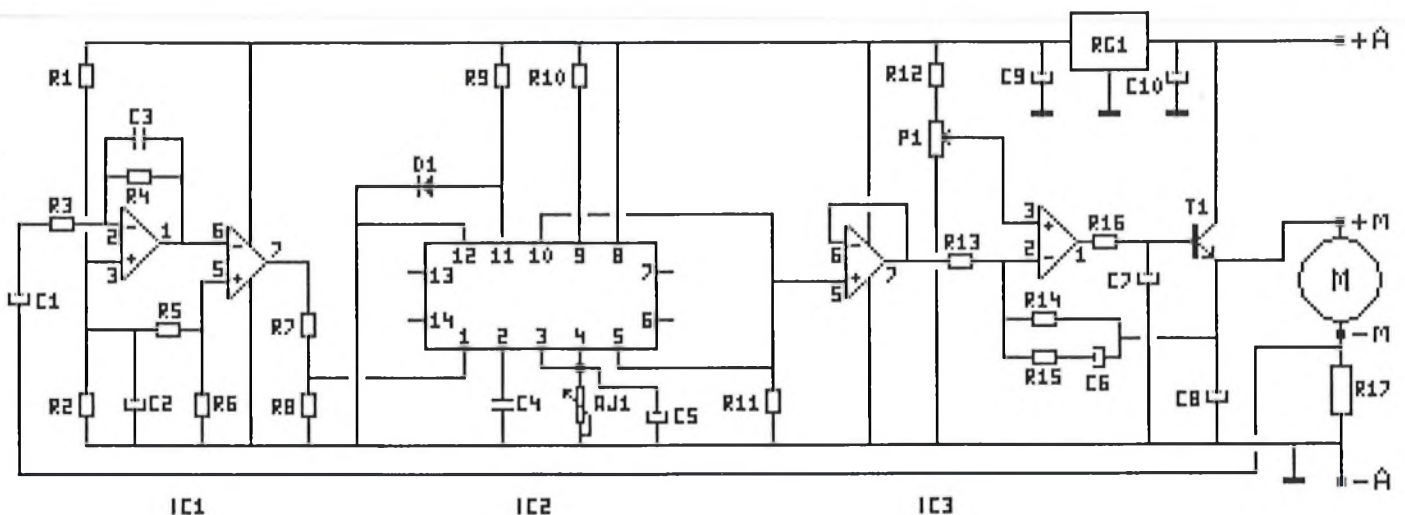 R1
R9
R10
R12
C9
RG1
C10
+A
C3
P1
D1
R4
R3
T1
+M
2
-
1
6
-
7
3
+
R16
3
+
12
11
10
9
8
6
-
R13
2
-
1
M
5
+
13
7
5
+
7
C7
C1
R5
R7
14
6
R14
1
2
3
4
5
-M
R15
C6
R17
R2
C2
R6
R8
C4
AJ1
C5
R11
C8
-A
IC1
IC2
IC3